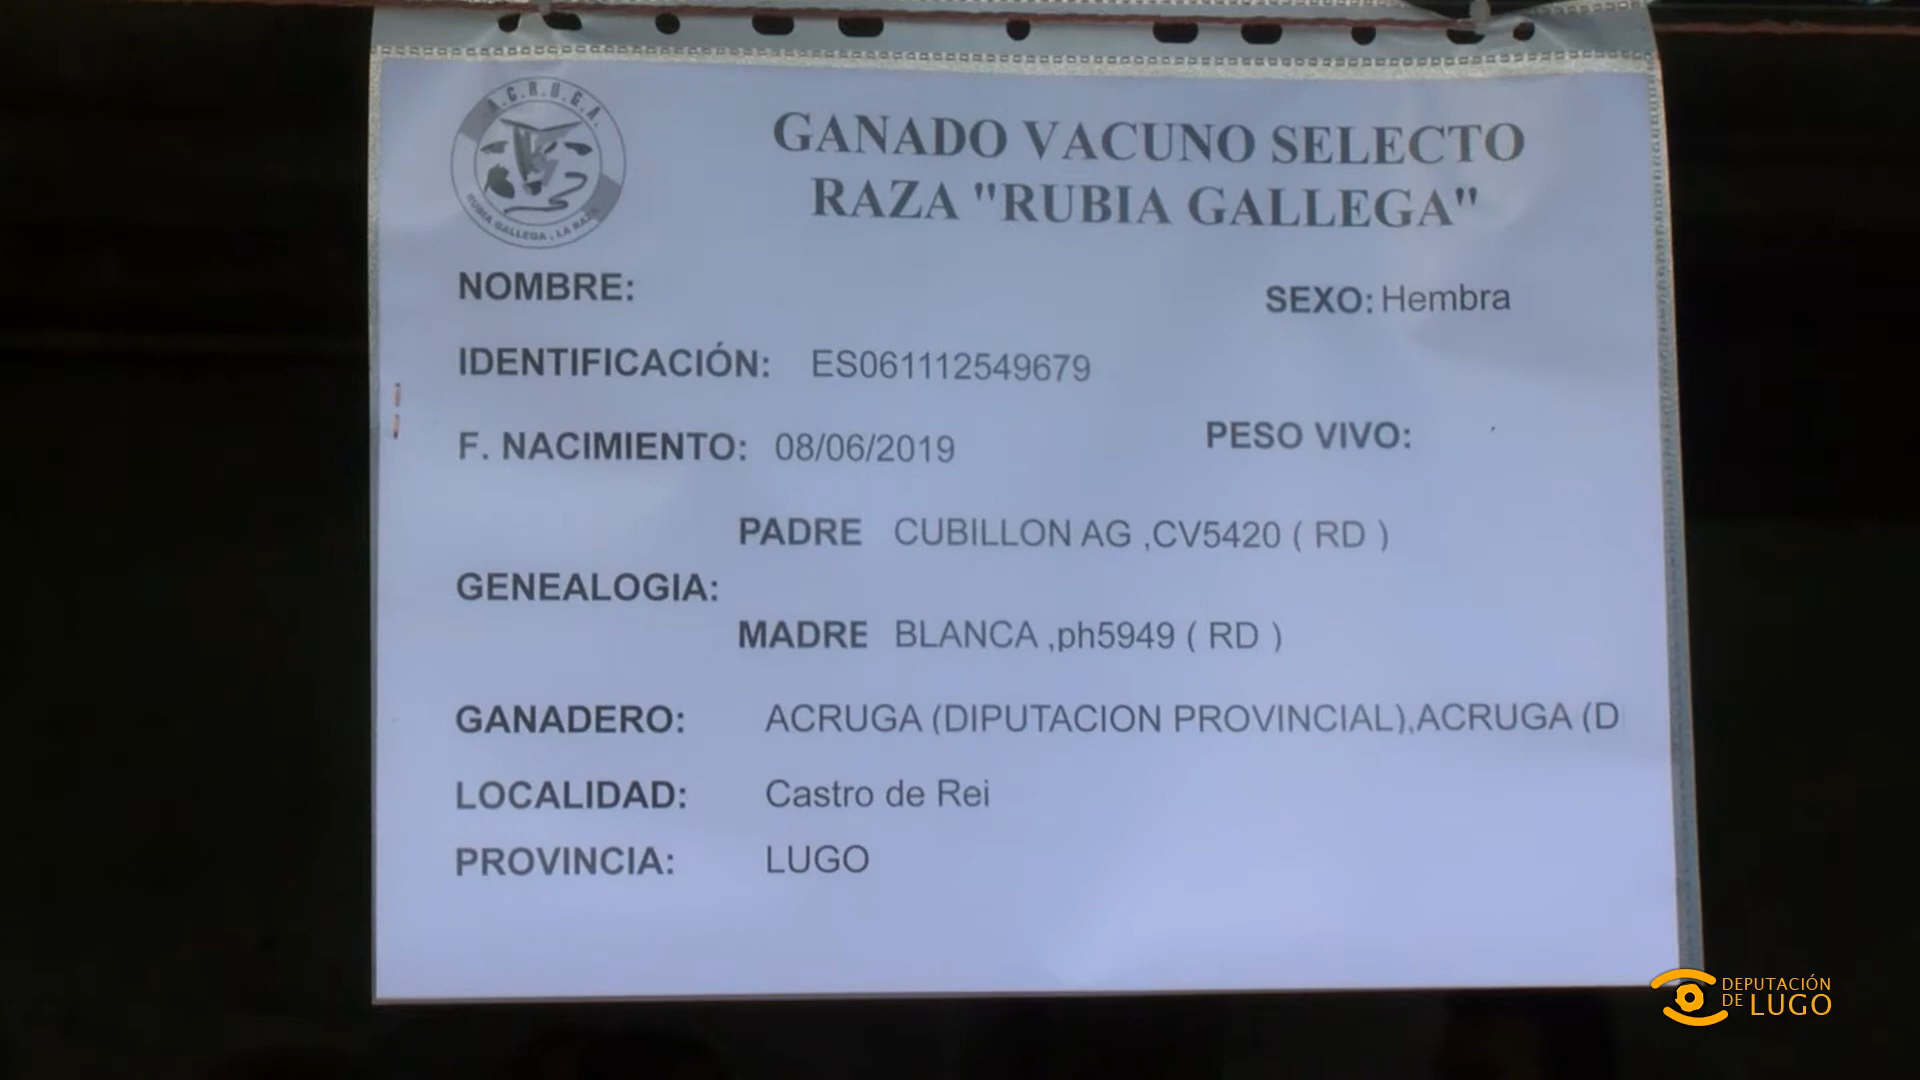 A.C.R.U.G.A.
RUBIA GALLEGA . LA RAZA
GANADO VACUNO SELECTO
RAZA "RUBIA GALLEGA"
NOMBRE:
SEXO: Hembra
IDENTIFICACIÓN: ES061112549679
F. NACIMIENTO: 08/06/2019
PESO VIVO:
PADRE CUBILLON AG ,CV5420 ( RD )
GENEALOGIA:
MADRE BLANCA ,ph5949 ( RD )
GANADERO: ACRUGA (DIPUTACION PROVINCIAL),ACRUGA (D
LOCALIDAD: Castro de Rei
PROVINCIA: LUGO
DEPUTACIÓN
DE LUGO